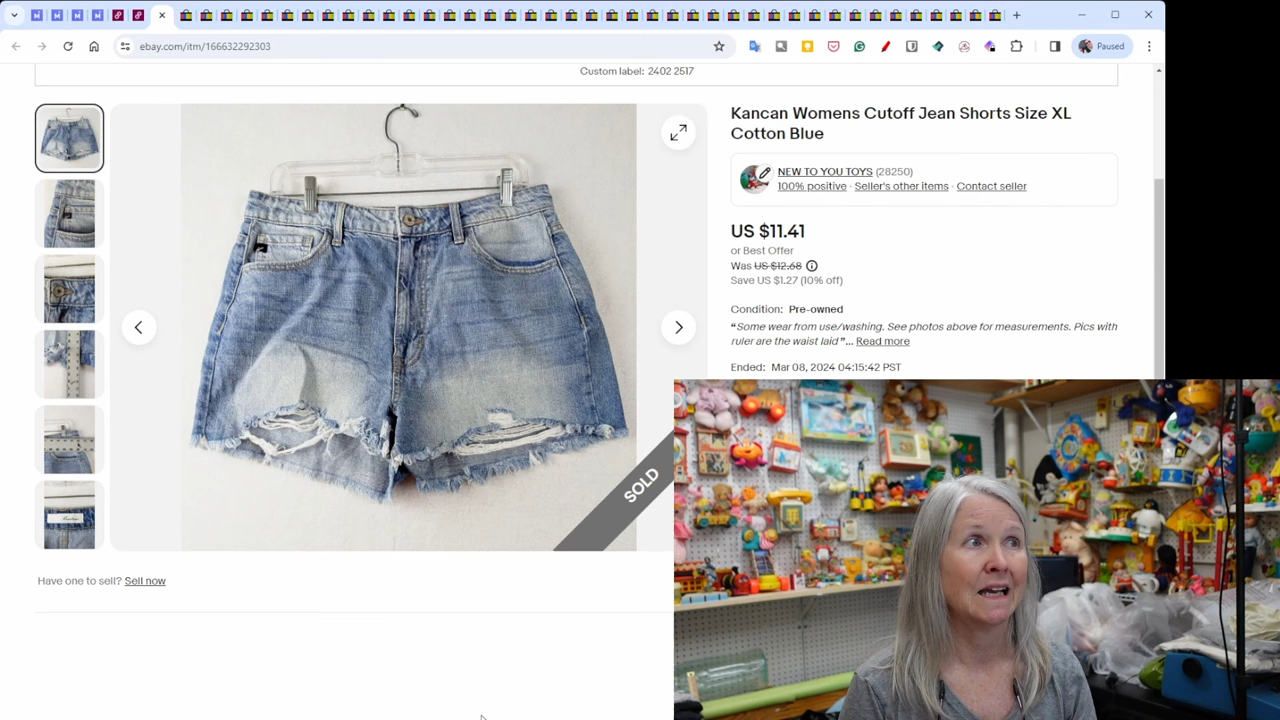 ebay.com/itm/166632292303
Paused
Custom label: 2402 2517
Kancan Womens Cutoff Jean Shorts Size XL
Cotton Blue
NEW TO YOU TOYS (28250)
100% positive · Seller's other items · Contact seller
US $11.41
or Best Offer
Was US $12.68
Save US $1.27 (10% off)
Condition: Pre-owned
“Some wear from use/washing. See photos above for measurements. Pics with
ruler are the waist laid”... Read more
Ended: Mar 08, 2024 04:15:42 PST
SOLD
Have one to sell? Sell now